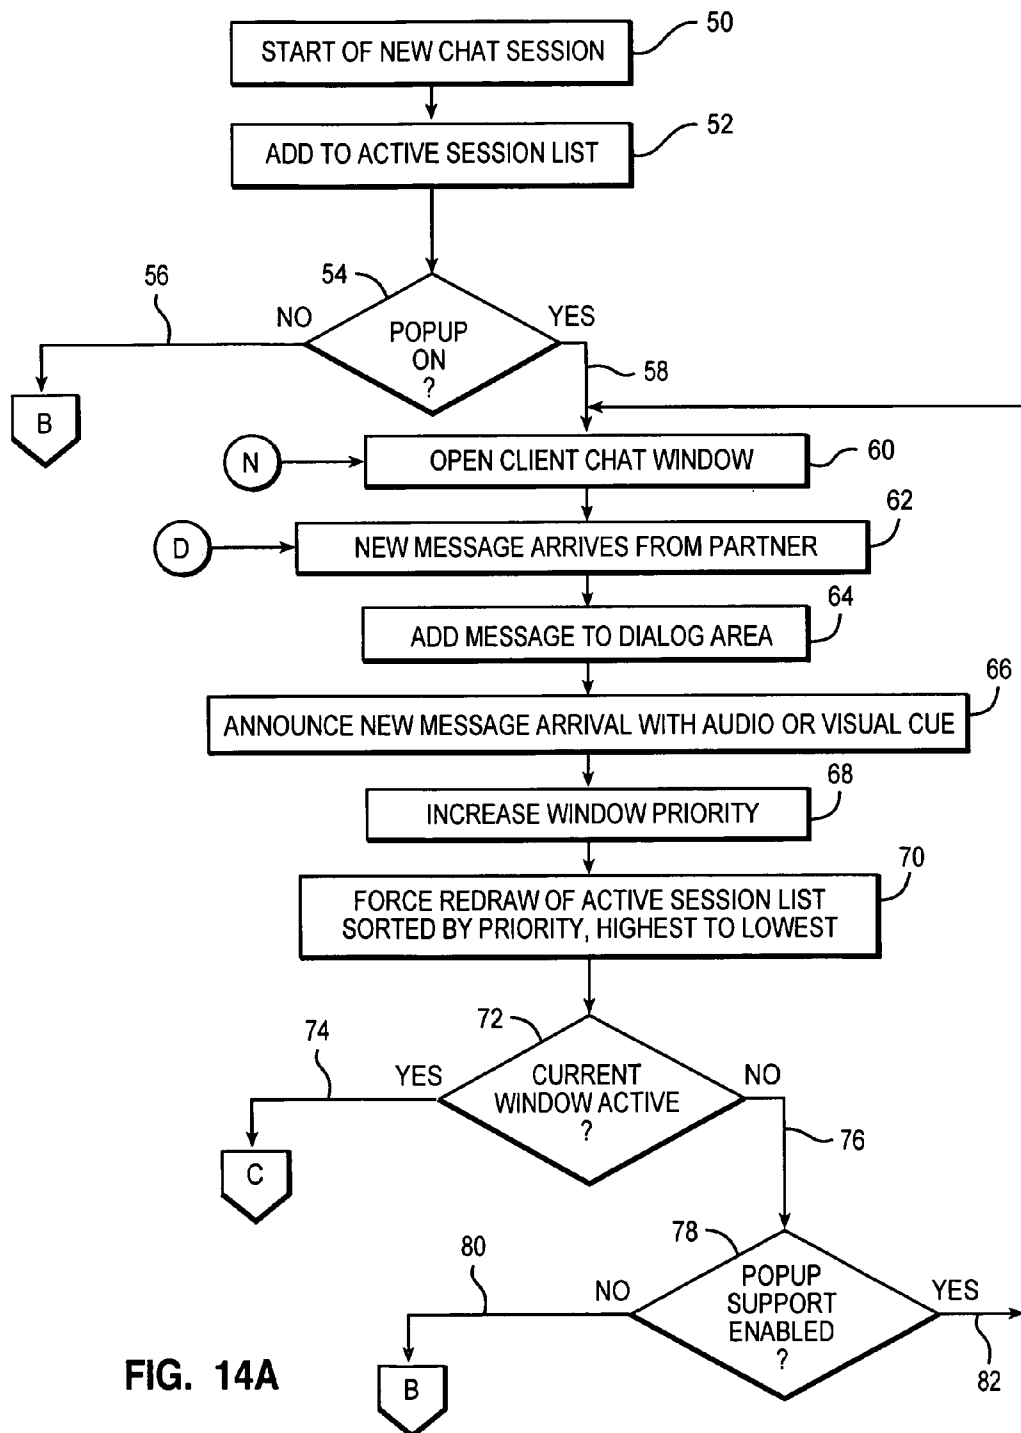 50
START OF NEW CHAT SESSION
52
ADD TO ACTIVE SESSION LIST
56
54
NO
YES
POPUP
ON
?
58
B
N
OPEN CLIENT CHAT WINDOW
60
62
D
NEW MESSAGE ARRIVES FROM PARTNER
64
ADD MESSAGE TO DIALOG AREA
66
ANNOUNCE NEW MESSAGE ARRIVAL WITH AUDIO OR VISUAL CUE
68
INCREASE WINDOW PRIORITY
70
FORCE REDRAW OF ACTIVE SESSION LIST
SORTED BY PRIORITY, HIGHEST TO LOWEST
74
72
YES
NO
CURRENT
WINDOW ACTIVE
?
76
C
80
78
NO
YES
POPUP
SUPPORT
ENABLED
?
82
B
FIG. 14A